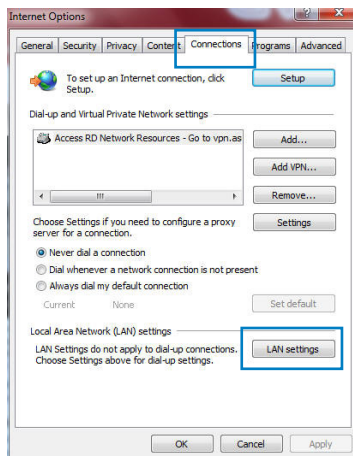 Internet Options
General Security Privacy Content Connections Programs Advanced
To set up an Internet connection, click
Setup.
Setup
Dial-up and Virtual Private Network settings
Access RD Network Resources - Go to vpn.as
Add...
Add VPN...
Remove...
Choose Settings if you need to configure a proxy
server for a connection.
Settings
Never dial a connection
Dial whenever a network connection is not present
Always dial my default connection
Current None
Set default
Local Area Network (LAN) settings
LAN Settings do not apply to dial-up connections.
Choose Settings above for dial-up settings.
LAN settings
OK Cancel Apply